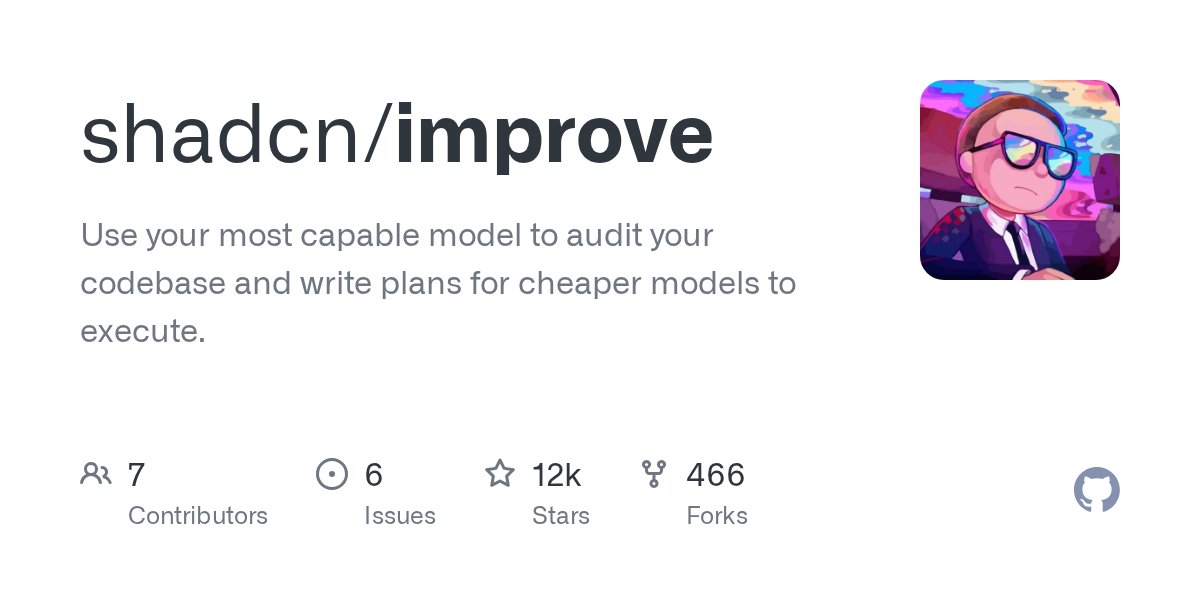 shadcn/improve
Use your most capable model to audit your
codebase and write plans for cheaper models to
execute.
7 6 12k 466
Contributors Issues Stars Forks